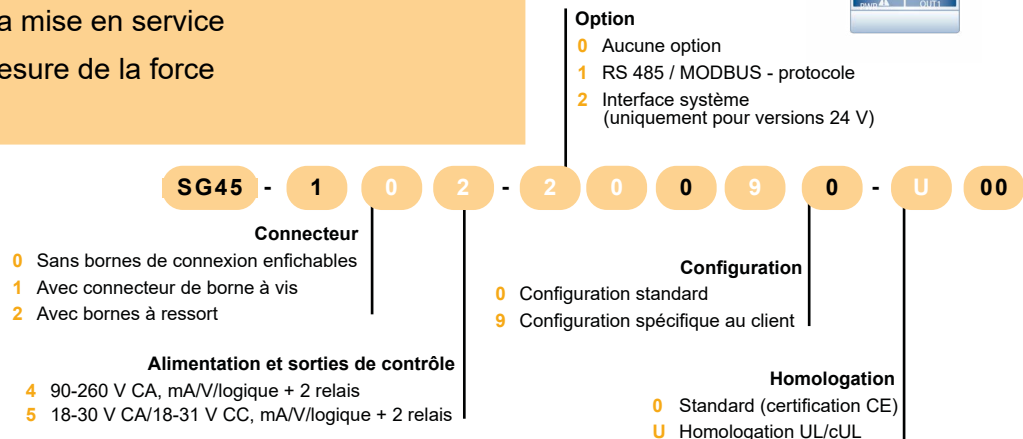 a mise en service
esure de la force
PWR OUT1
Option
0 Aucune option
1 RS 485 / MODBUS - protocole
2 Interface système
(uniquement pour versions 24 V)
SG45 - 1 0 2 - 2 0 0 9 0 - U 00
Connecteur
0 Sans bornes de connexion enfichables
1 Avec connecteur de borne à vis
2 Avec bornes à ressort
Configuration
0 Configuration standard
9 Configuration spécifique au client
Alimentation et sorties de contrôle
4 90-260 V CA, mA/V/logique + 2 relais
5 18-30 V CA/18-31 V CC, mA/V/logique + 2 relais
Homologation
0 Standard (certification CE)
U Homologation UL/cUL